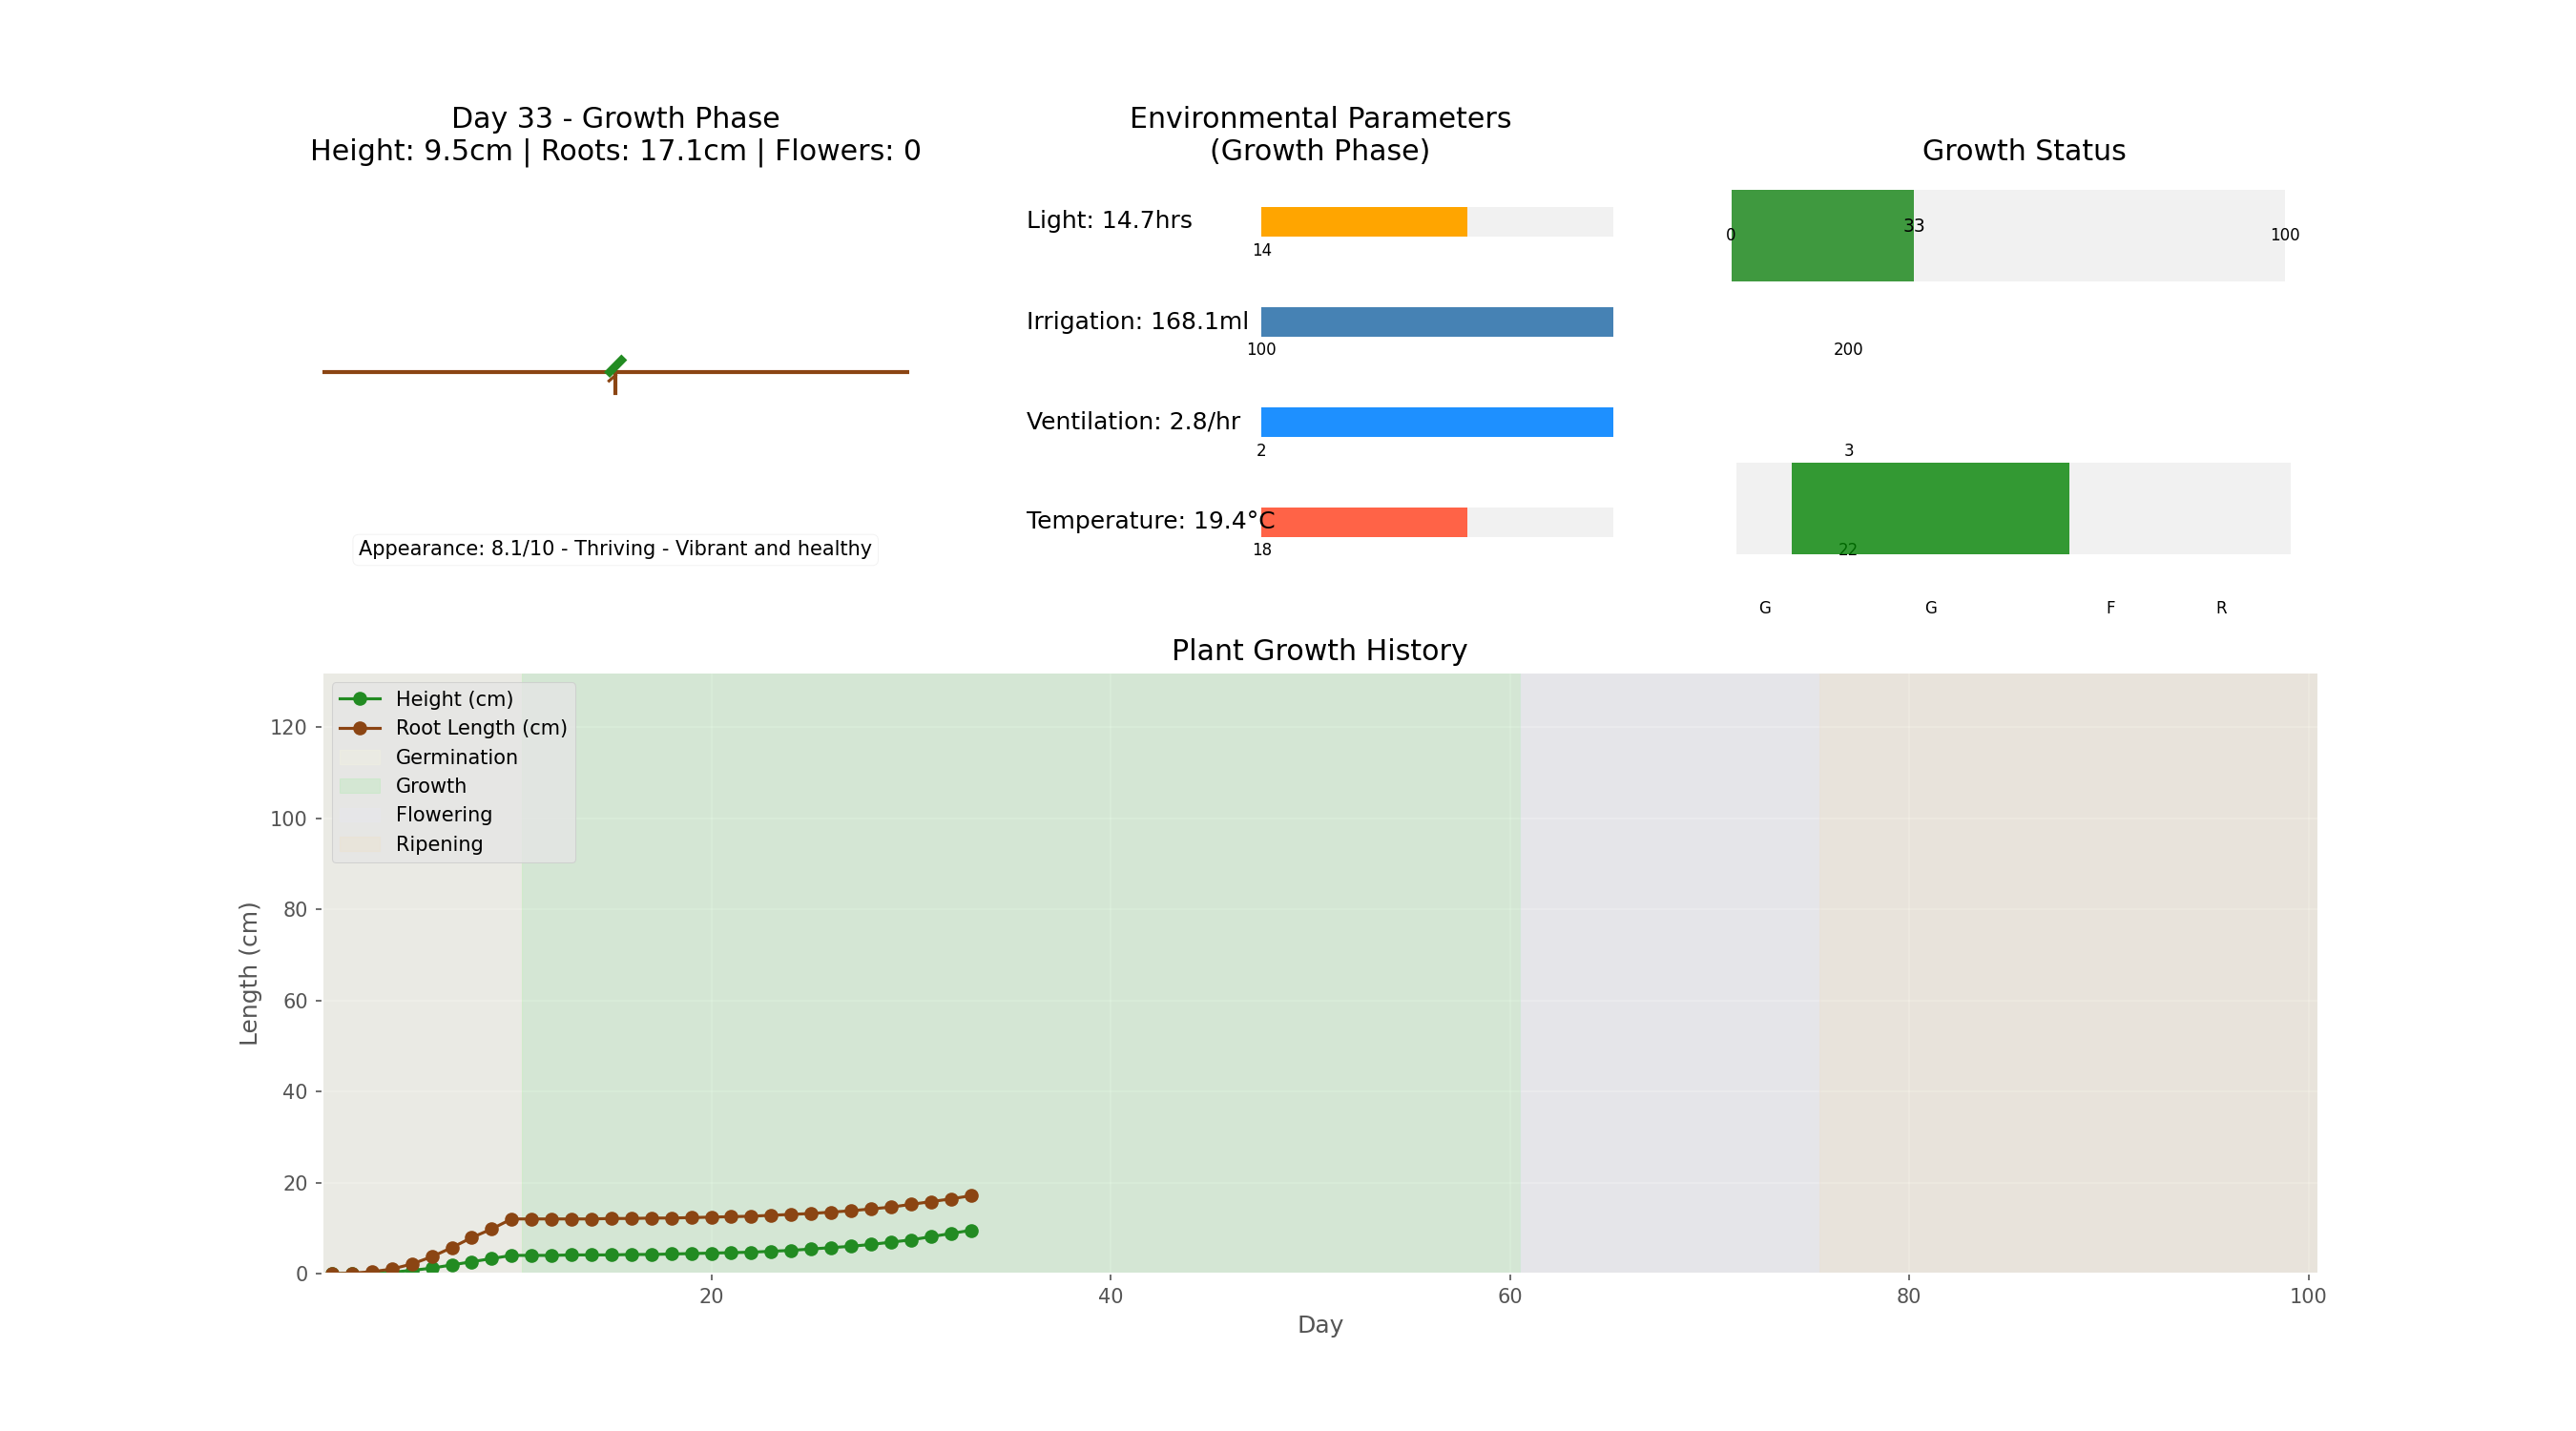 Day 33 - Growth Phase
Height: 9.5cm | Roots: 17.1cm | Flowers: 0
Appearance: 8.1/10 - Thriving - Vibrant and healthy
Environmental Parameters
(Growth Phase)
Light: 14.7hrs
14
Irrigation: 168.1ml
100
200
Ventilation: 2.8/hr
2
3
Temperature: 19.4°C
18
22
Growth Status
0
33
100
G
G
F
R
Plant Growth History
Height (cm)
Root Length (cm)
Germination
Growth
Flowering
Ripening
Length (cm)
120
100
80
60
40
20
0
20
40
60
80
100
Day